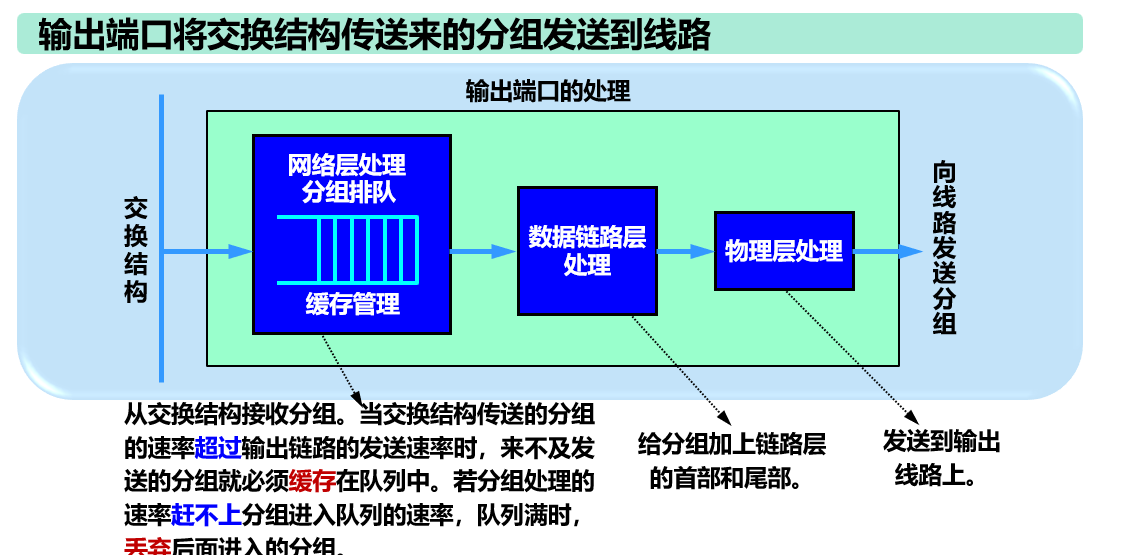 输出端口将交换结构传送来的分组发送到线路
输出端口的处理
交换结构
网络层处理
分组排队
缓存管理
数据链路层
处理
物理层处理
向线路发送分组
从交换结构接收分组。当交换结构传送的分组
的速率超过输出链路的发送速率时，来不及发
送的分组就必须缓存在队列中。若分组处理的
速率赶不上分组进入队列的速率，队列满时，
丢弃后面进入的分组。
给分组加上链路层
的首部和尾部。
发送到输出
线路上。